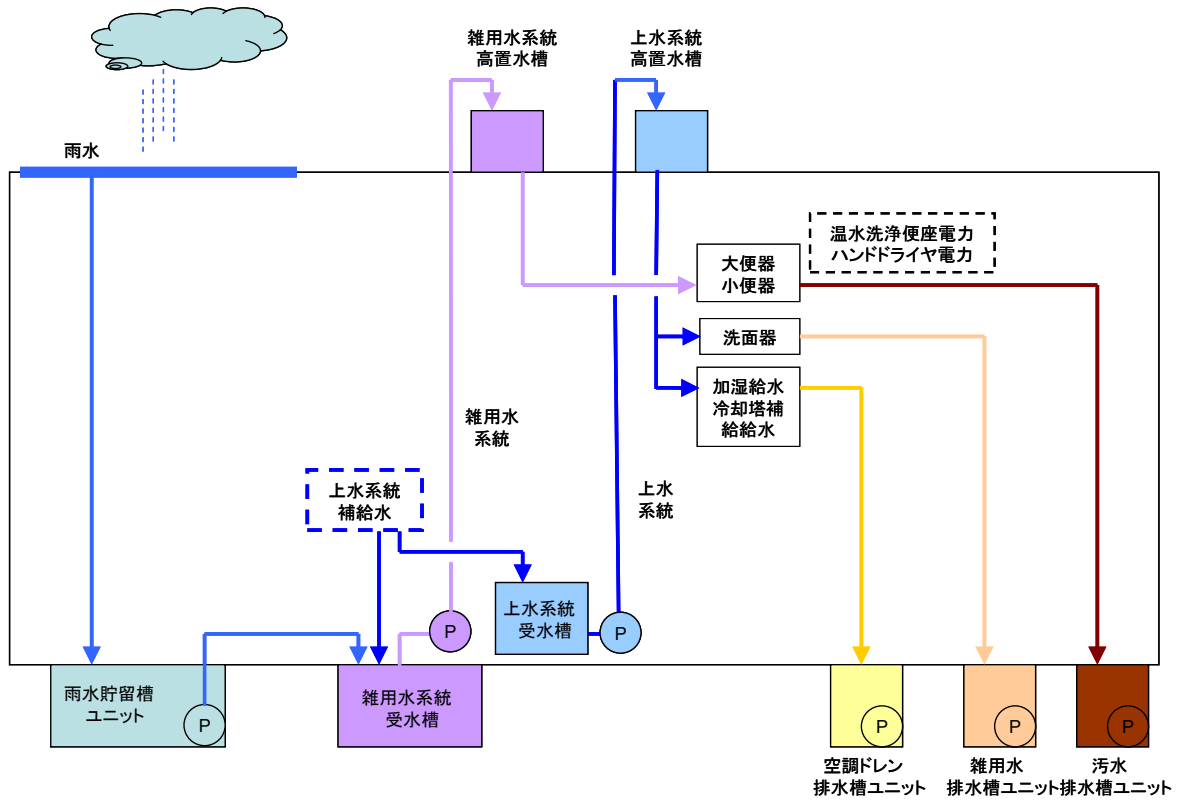 雑用水系統
高置水槽
上水系統
高置水槽
雨水
温水洗浄便座電力
ハンドドライヤ電力
大便器
小便器
洗面器
加湿給水
冷却塔補
給給水
雑用水
系統
上水系統
補給水
上水
系統
上水系統
受水槽
P
P
雨水貯留槽
ユニット
P
雑用水系統
受水槽
P
P
P
空調ドレン
排水槽ユニット
雑用水
排水槽ユニット
汚水
排水槽ユニット